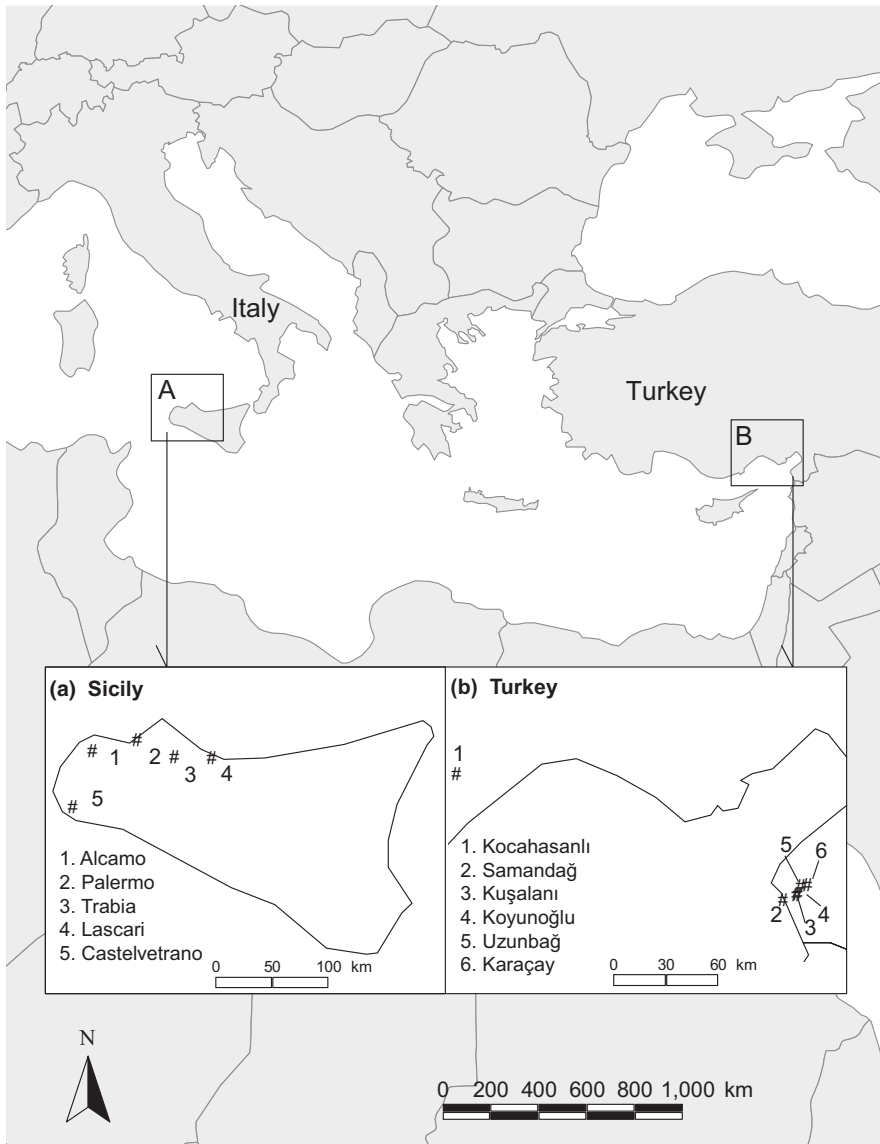 Italy
A
Turkey
B
(a) Sicily
1
2
3
4
5
1. Alcamo
2. Palermo
3. Trabia
4. Lascari
5. Castelvetrano
0 50 100 km
(b) Turkey
1
5
6
2
4
3
1. Kocahasanlı
2. Samandağ
3. Kuşalanı
4. Koyunoğlu
5. Uzunbağ
6. Karaçay
0 30 60 km
N
0 200 400 600 800 1,000 km